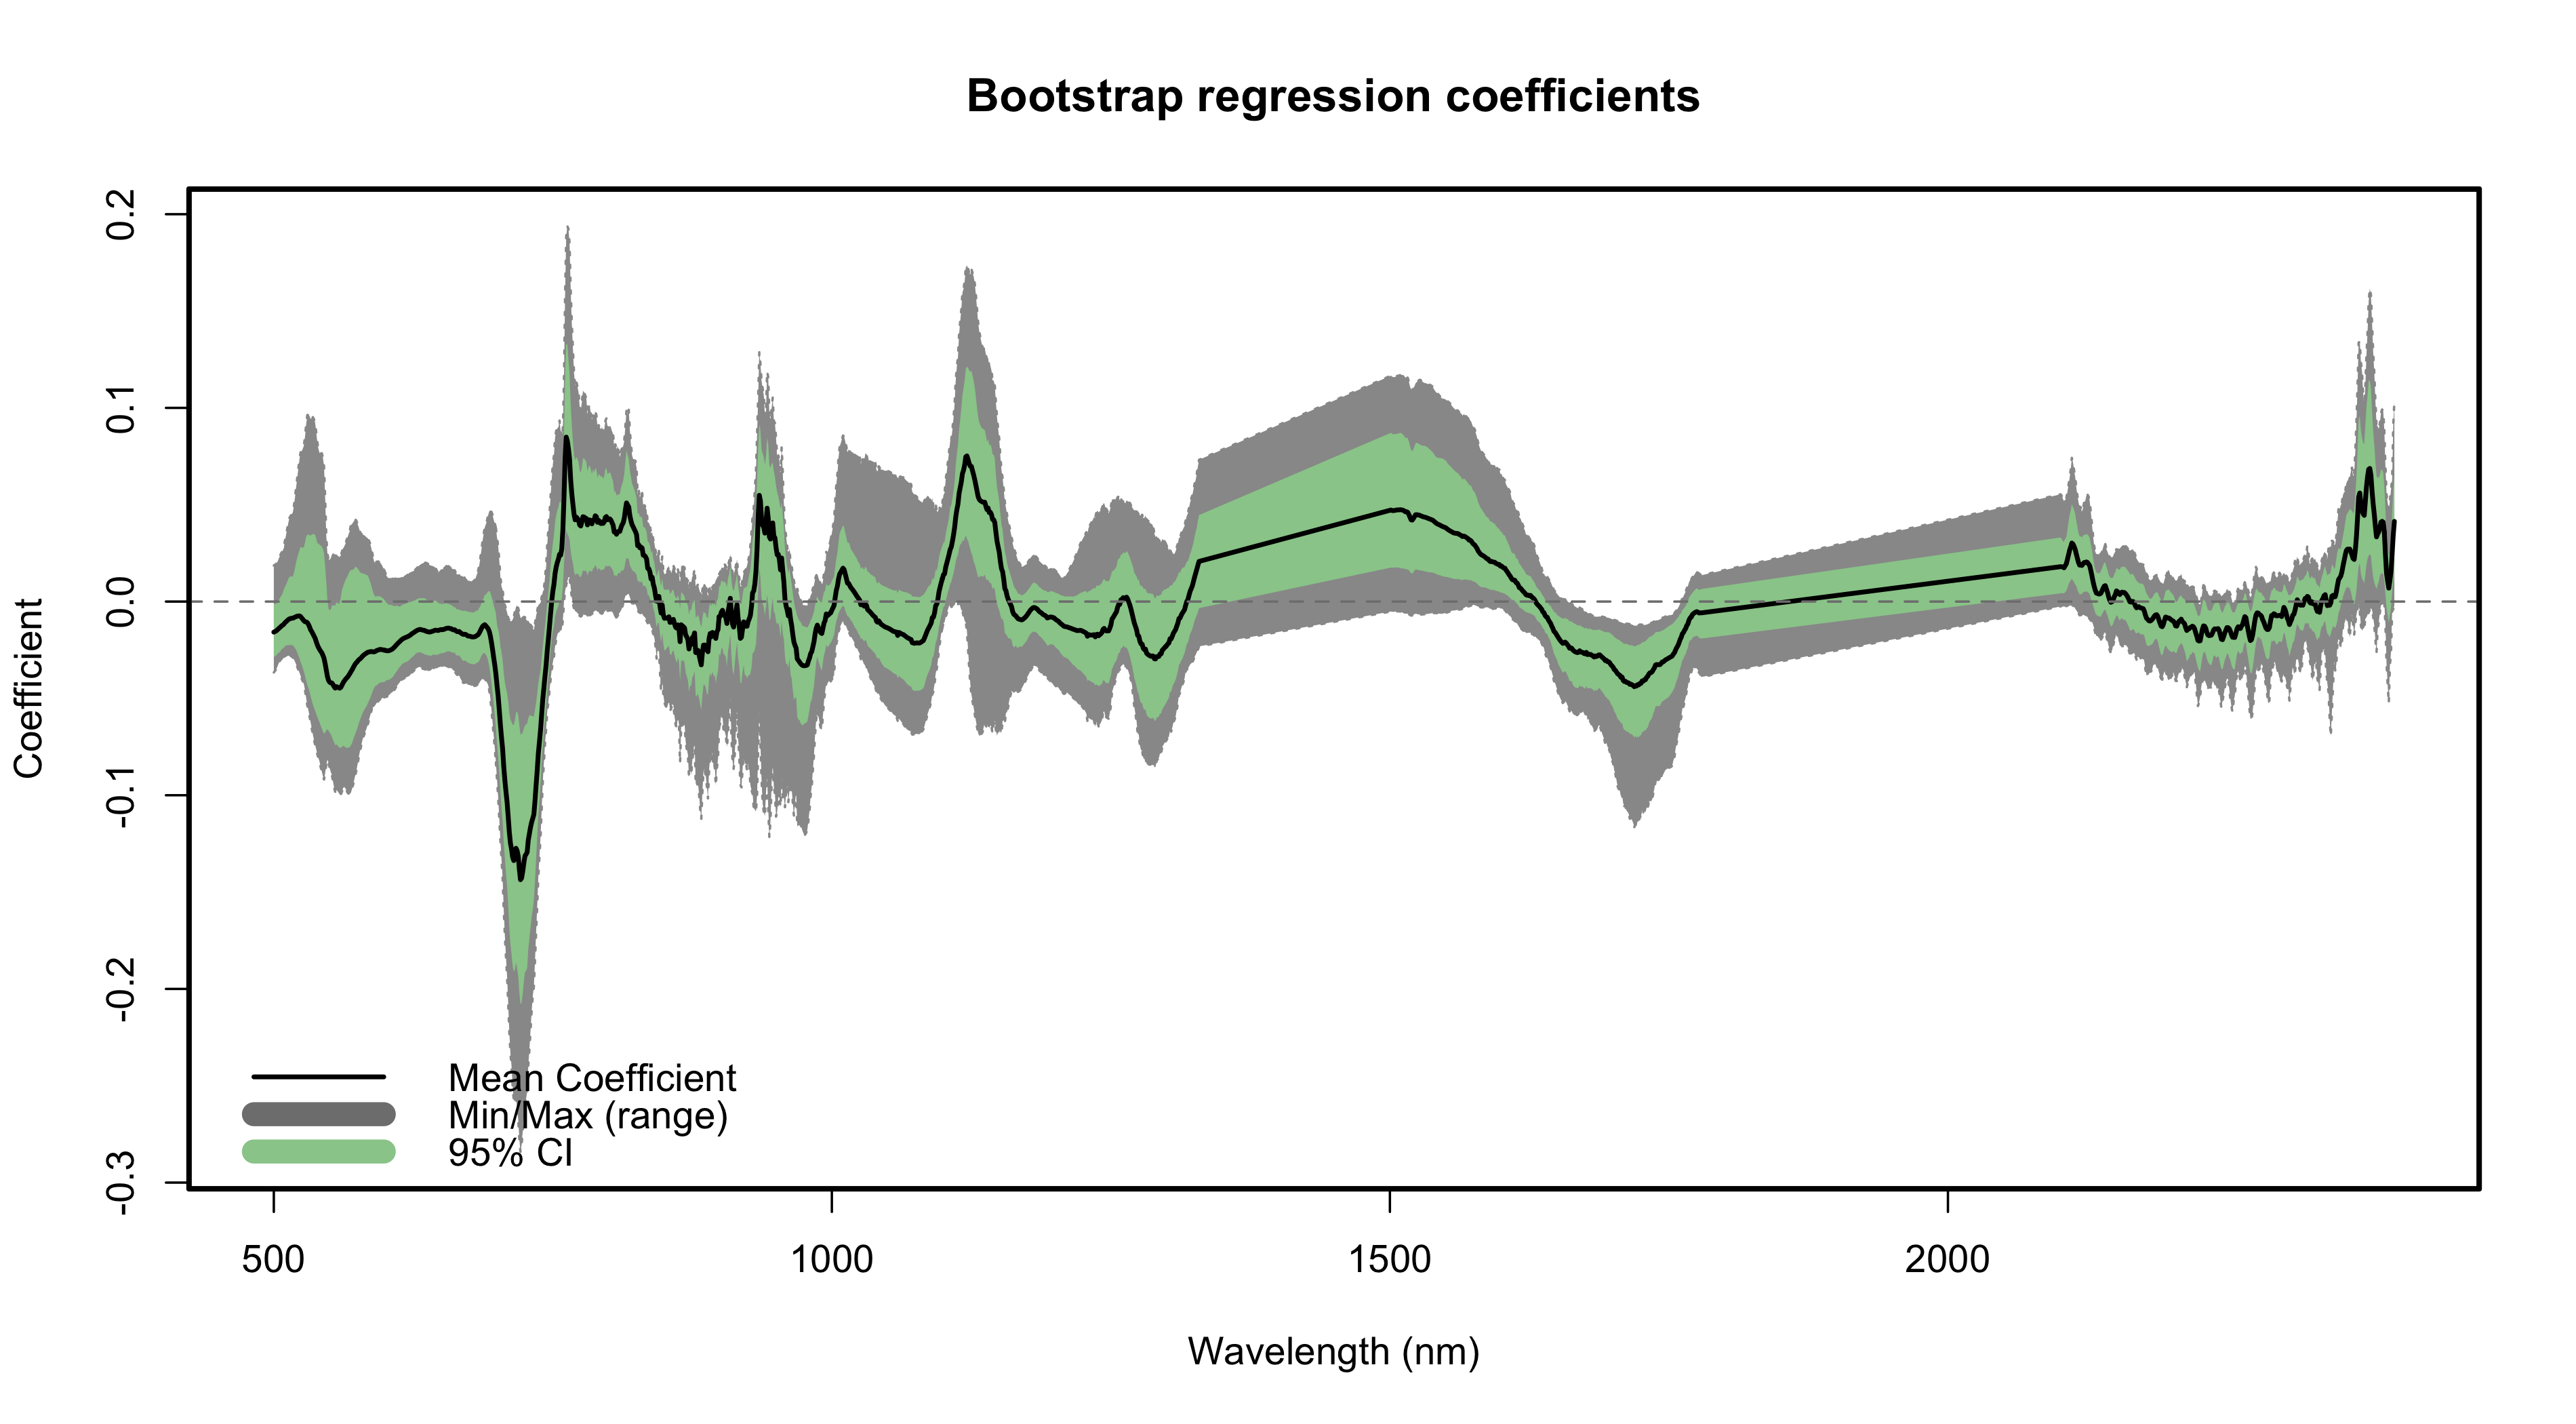 Bootstrap regression coefficients
0.2
0.1
0.0
-0.1
-0.2
-0.3
Coefficient
Mean Coefficient
Min/Max (range)
95% CI
500
1000
1500
2000
Wavelength (nm)